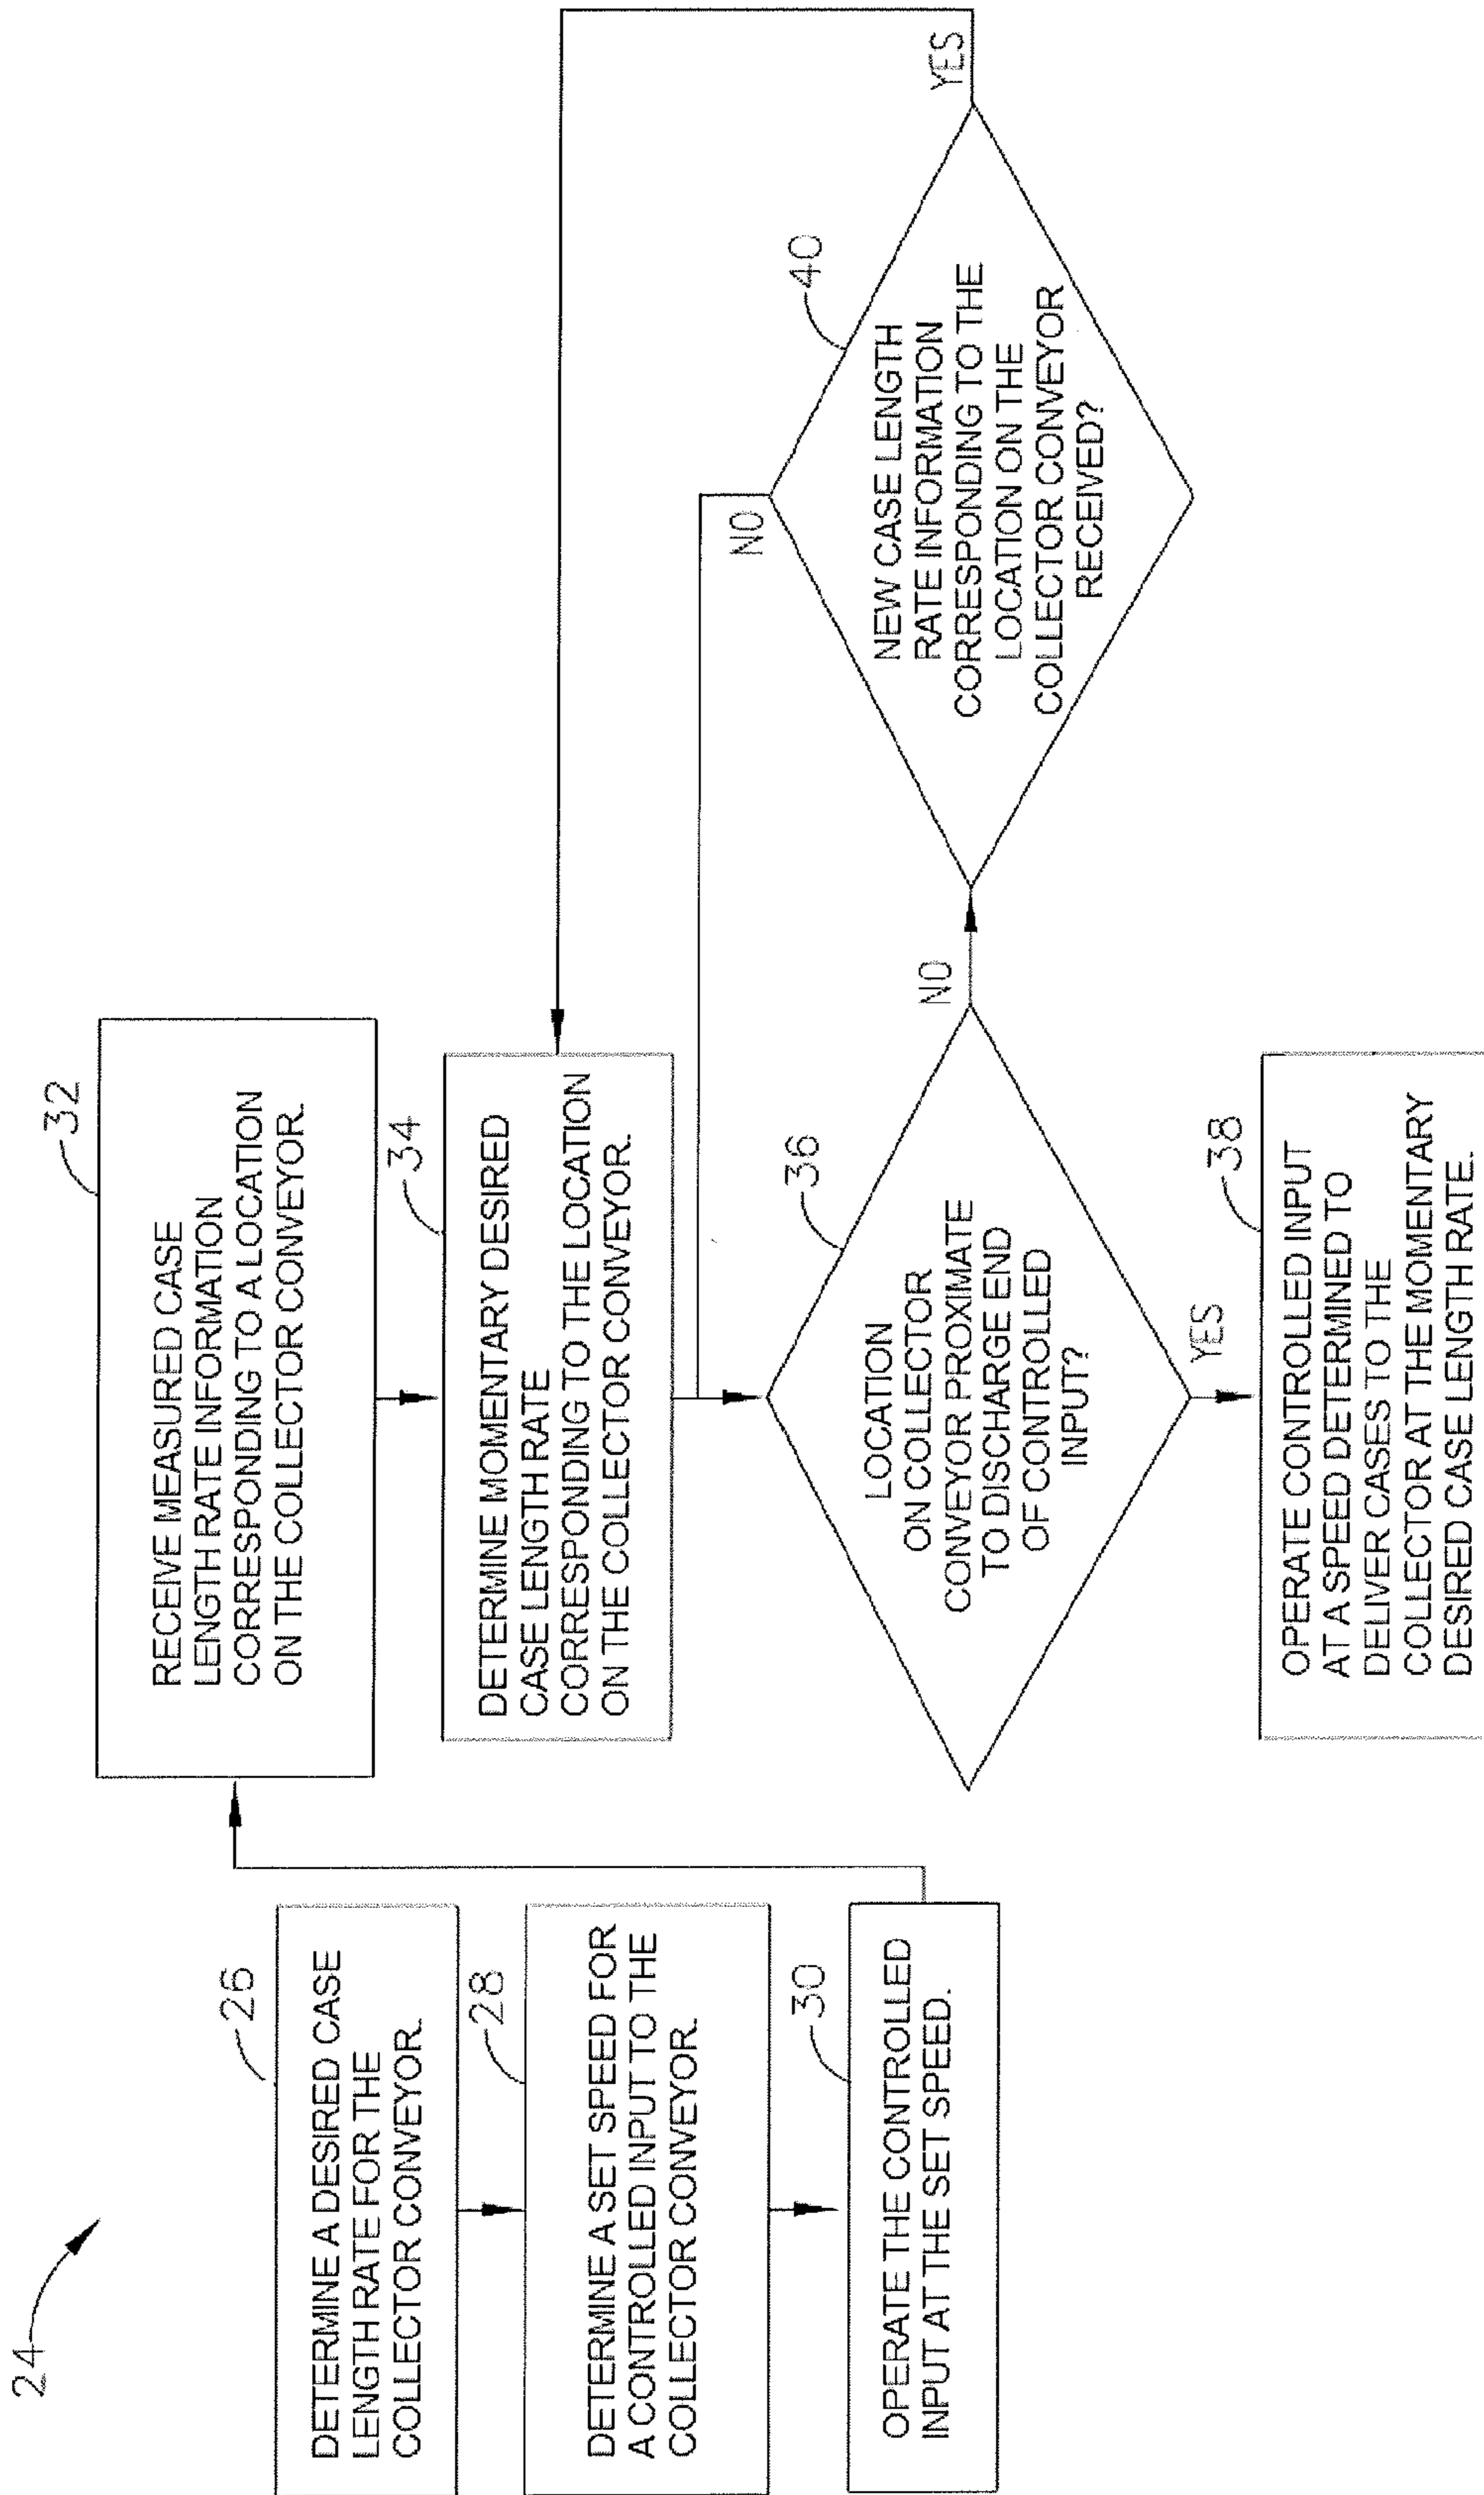 24
26
DETERMINE A DESIRED CASE
LENGTH RATE FOR THE
COLLECTOR CONVEYOR.
28
DETERMINE A SET SPEED FOR
A CONTROLLED INPUT TO THE
COLLECTOR CONVEYOR.
30
OPERATE THE CONTROLLED
INPUT AT THE SET SPEED.
32
RECEIVE MEASURED CASE
LENGTH RATE INFORMATION
CORRESPONDING TO A LOCATION
ON THE COLLECTOR CONVEYOR.
34
DETERMINE MOMENTARY DESIRED
CASE LENGTH RATE
CORRESPONDING TO THE LOCATION
ON THE COLLECTOR CONVEYOR.
36
LOCATION
ON COLLECTOR
CONVEYOR PROXIMATE
TO DISCHARGE END
OF CONTROLLED
INPUT?
NO
YES
38
OPERATE CONTROLLED INPUT
AT A SPEED DETERMINED TO
DELIVER CASES TO THE
COLLECTOR AT THE MOMENTARY
DESIRED CASE LENGTH RATE.
40
NEW CASE LENGTH
RATE INFORMATION
CORRESPONDING TO THE
LOCATION ON THE
COLLECTOR CONVEYOR
RECEIVED?
NO
YES